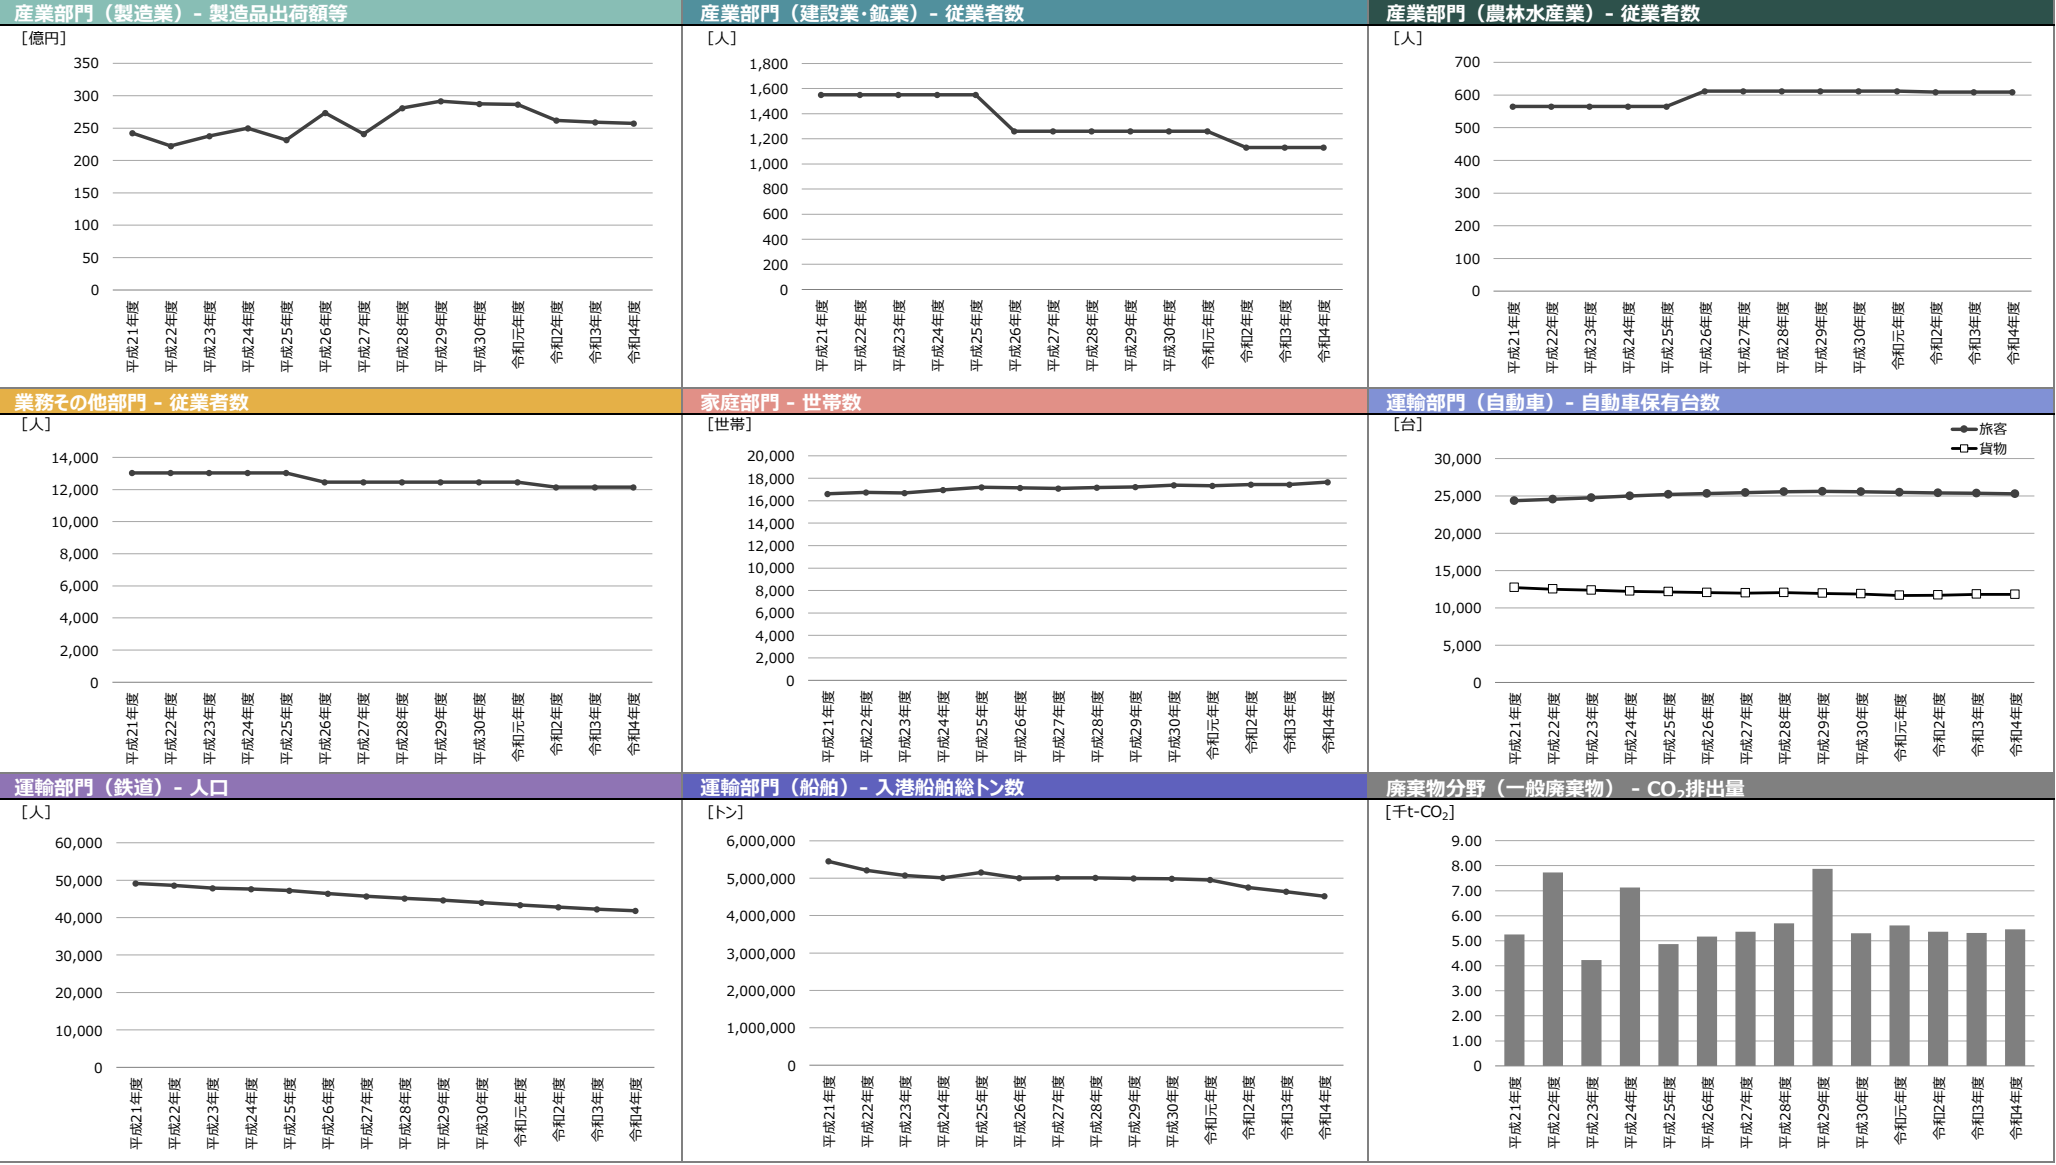 産業部門（製造業）- 製造品出荷額等
［億円］
350
300
250
200
150
100
50
0
平成21年度
平成22年度
平成23年度
平成24年度
平成25年度
平成26年度
平成27年度
平成28年度
平成29年度
平成30年度
令和元年度
令和2年度
令和3年度
令和4年度
産業部門（建設業・鉱業）- 従業者数
［人］
1,800
1,600
1,400
1,200
1,000
800
600
400
200
0
平成21年度
平成22年度
平成23年度
平成24年度
平成25年度
平成26年度
平成27年度
平成28年度
平成29年度
平成30年度
令和元年度
令和2年度
令和3年度
令和4年度
産業部門（農林水産業）- 従業者数
［人］
700
600
500
400
300
200
100
0
平成21年度
平成22年度
平成23年度
平成24年度
平成25年度
平成26年度
平成27年度
平成28年度
平成29年度
平成30年度
令和元年度
令和2年度
令和3年度
令和4年度
業務その他部門 - 従業者数
［人］
14,000
12,000
10,000
8,000
6,000
4,000
2,000
0
平成21年度
平成22年度
平成23年度
平成24年度
平成25年度
平成26年度
平成27年度
平成28年度
平成29年度
平成30年度
令和元年度
令和2年度
令和3年度
令和4年度
家庭部門 - 世帯数
［世帯］
20,000
18,000
16,000
14,000
12,000
10,000
8,000
6,000
4,000
2,000
0
平成21年度
平成22年度
平成23年度
平成24年度
平成25年度
平成26年度
平成27年度
平成28年度
平成29年度
平成30年度
令和元年度
令和2年度
令和3年度
令和4年度
運輸部門（自動車）- 自動車保有台数
［台］
旅客
貨物
30,000
25,000
20,000
15,000
10,000
5,000
0
平成21年度
平成22年度
平成23年度
平成24年度
平成25年度
平成26年度
平成27年度
平成28年度
平成29年度
平成30年度
令和元年度
令和2年度
令和3年度
令和4年度
運輸部門（鉄道）- 人口
［人］
60,000
50,000
40,000
30,000
20,000
10,000
0
平成21年度
平成22年度
平成23年度
平成24年度
平成25年度
平成26年度
平成27年度
平成28年度
平成29年度
平成30年度
令和元年度
令和2年度
令和3年度
令和4年度
運輸部門（船舶）- 入港船舶総トン数
［トン］
6,000,000
5,000,000
4,000,000
3,000,000
2,000,000
1,000,000
0
平成21年度
平成22年度
平成23年度
平成24年度
平成25年度
平成26年度
平成27年度
平成28年度
平成29年度
平成30年度
令和元年度
令和2年度
令和3年度
令和4年度
廃棄物分野（一般廃棄物） - CO₂排出量
［千t-CO₂］
9.00
8.00
7.00
6.00
5.00
4.00
3.00
2.00
1.00
0
平成21年度
平成22年度
平成23年度
平成24年度
平成25年度
平成26年度
平成27年度
平成28年度
平成29年度
平成30年度
令和元年度
令和2年度
令和3年度
令和4年度